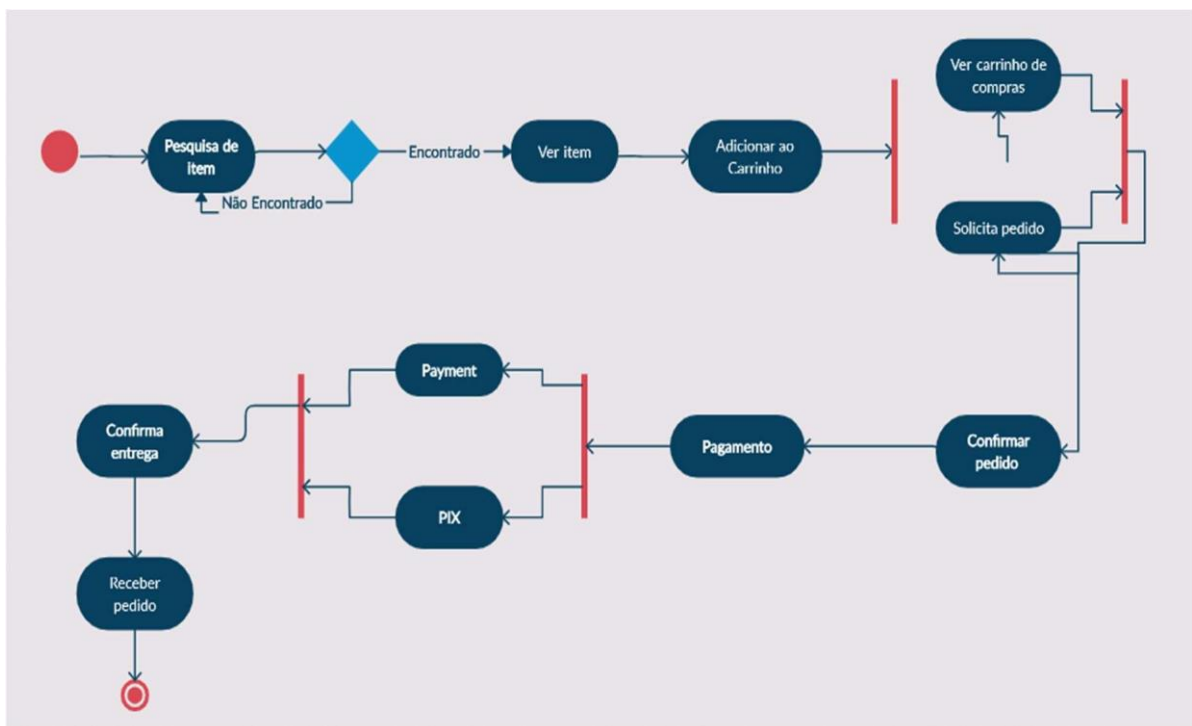 Pesquisa de
item
Não Encontrado
Encontrado
Ver item
Adicionar ao
Carrinho
Ver carrinho de
compras
Solicita pedido
Confirmar
pedido
Pagamento
Payment
PIX
Confirma
entrega
Receber
pedido